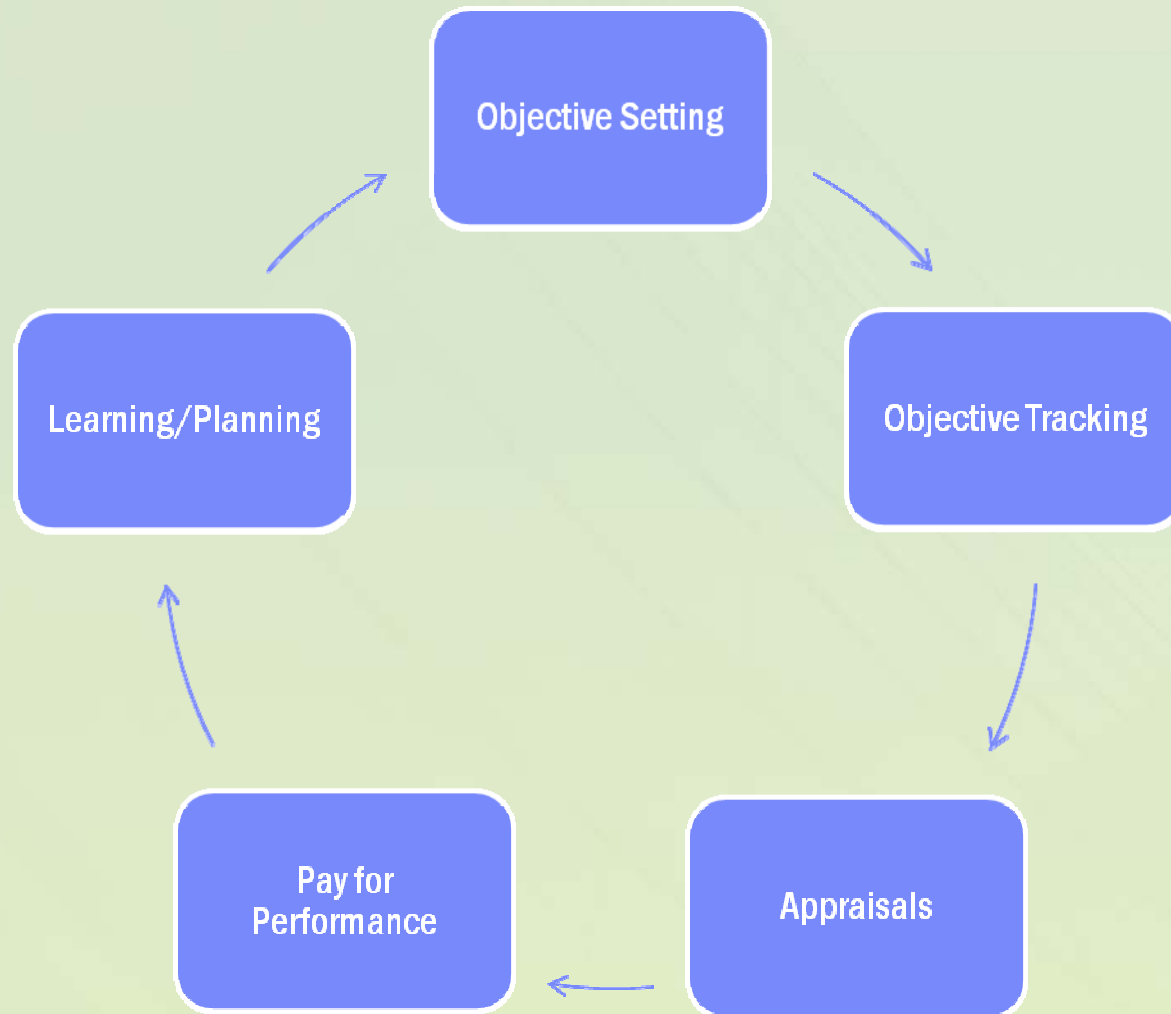 Objective Setting
Learning/Planning
Objective Tracking
Pay for
Performance
Appraisals